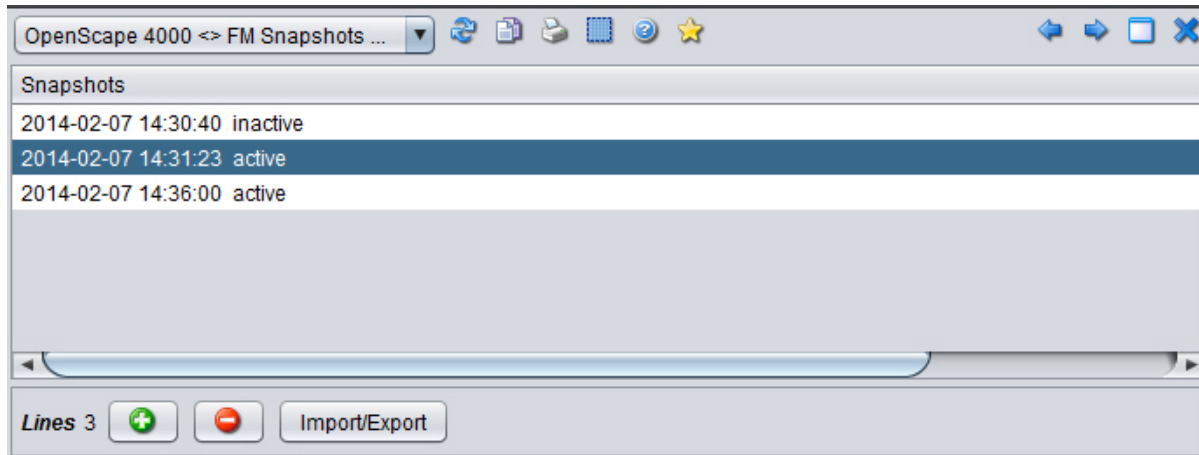 OpenScape 4000 <> FM Snapshots ...
Snapshots
2014-02-07 14:30:40 inactive
2014-02-07 14:31:23 active
2014-02-07 14:36:00 active
Lines 3 Import/Export